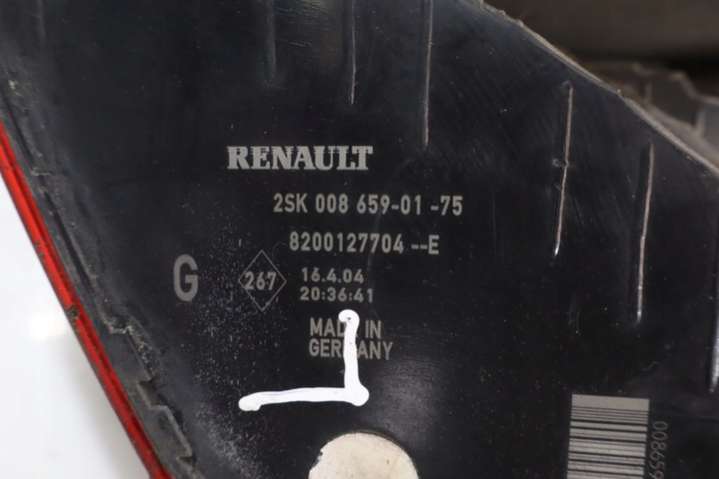 RENAULT
2SK 008 659-01 -75
8200127704 --E
G
267
16.4.04
20:36:41
MADE IN
GERMANY